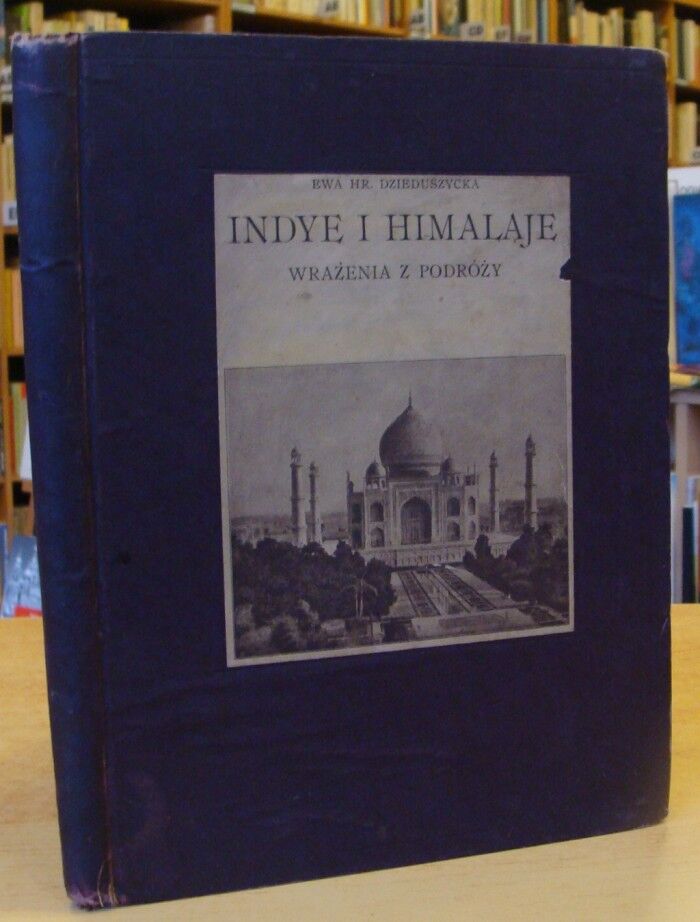 EWA HR. DZIEDUSZYCKA
INDYE I HIMALAJE
WRAŻENIA Z PODRÓŻY